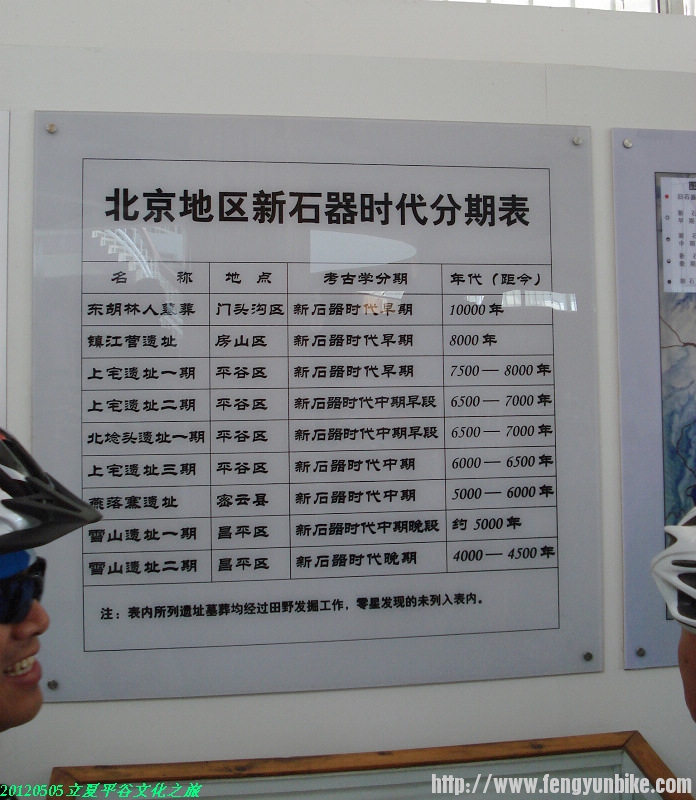 北京地区新石器时代分期表
名 称 地 点 考古学分期 年代（距今）
东胡林人墓葬 门头沟区 新石器时代早期 10000年
镇江营遗址 房山区 新石器时代早期 8000年
上宅遗址一期 平谷区 新石器时代早期 7500—8000年
上宅遗址二期 平谷区 新石器时代中期早段 6500—7000年
北埝头遗址一期 平谷区 新石器时代中期早段 6500—7000年
上宅遗址三期 平谷区 新石器时代中期 6000—6500年
燕落寨遗址 密云县 新石器时代中期 5000—6000年
雪山遗址一期 昌平区 新石器时代中期晚段 约5000年
雪山遗址二期 昌平区 新石器时代晚期 4000—4500年
注：表内所列遗址墓葬均经过田野发掘工作，零星发现的未列入表内。
20120505立夏平谷文化之旅
http://www.fengyunbike.com/